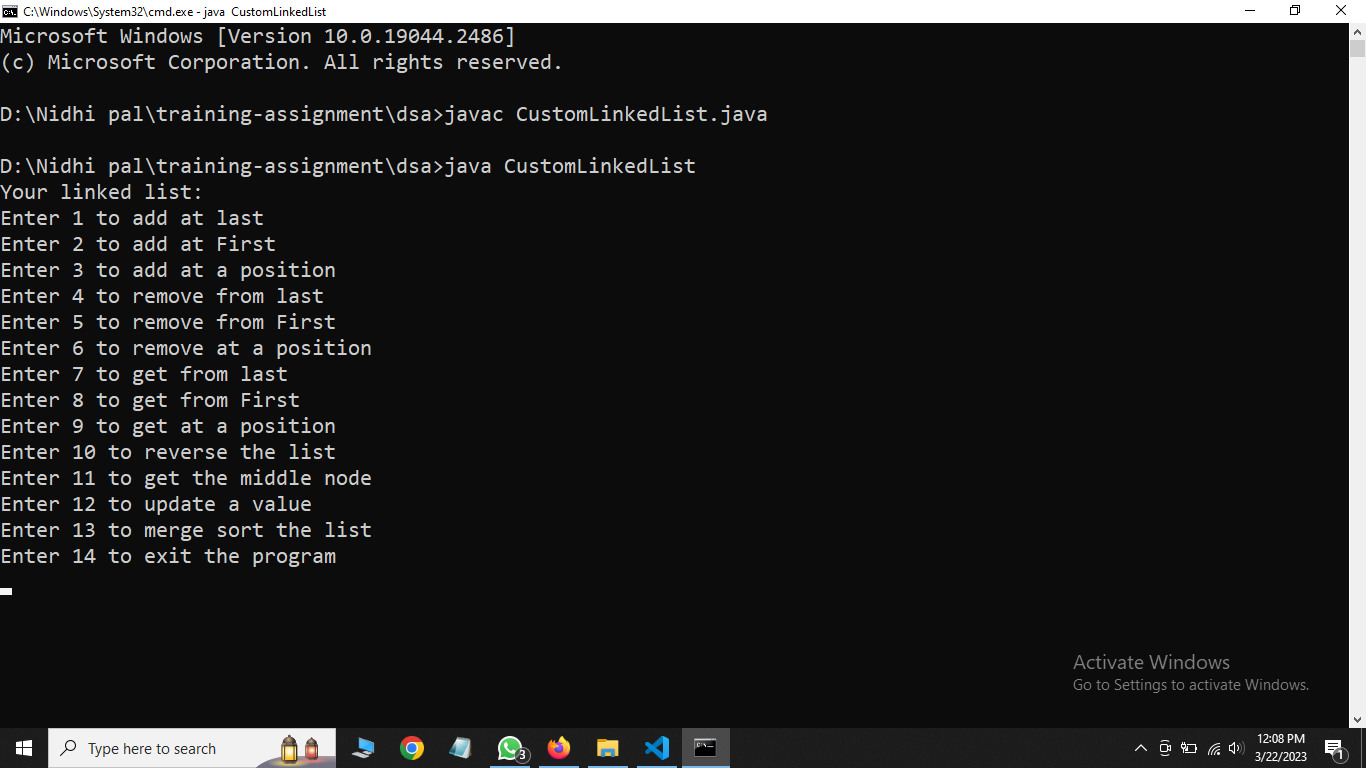 C:\Windows\System32\cmd.exe - java  CustomLinkedList
Microsoft Windows [Version 10.0.19044.2486]
(c) Microsoft Corporation. All rights reserved.
D:\Nidhi pal\training-assignment\dsa>javac CustomLinkedList.java
D:\Nidhi pal\training-assignment\dsa>java CustomLinkedList
Your linked list:
Enter 1 to add at last
Enter 2 to add at First
Enter 3 to add at a position
Enter 4 to remove from last
Enter 5 to remove from First
Enter 6 to remove at a position
Enter 7 to get from last
Enter 8 to get from First
Enter 9 to get at a position
Enter 10 to reverse the list
Enter 11 to get the middle node
Enter 12 to update a value
Enter 13 to merge sort the list
Enter 14 to exit the program
Activate Windows
Go to Settings to activate Windows.
Type here to search
3
12:08 PM
3/22/2023
1